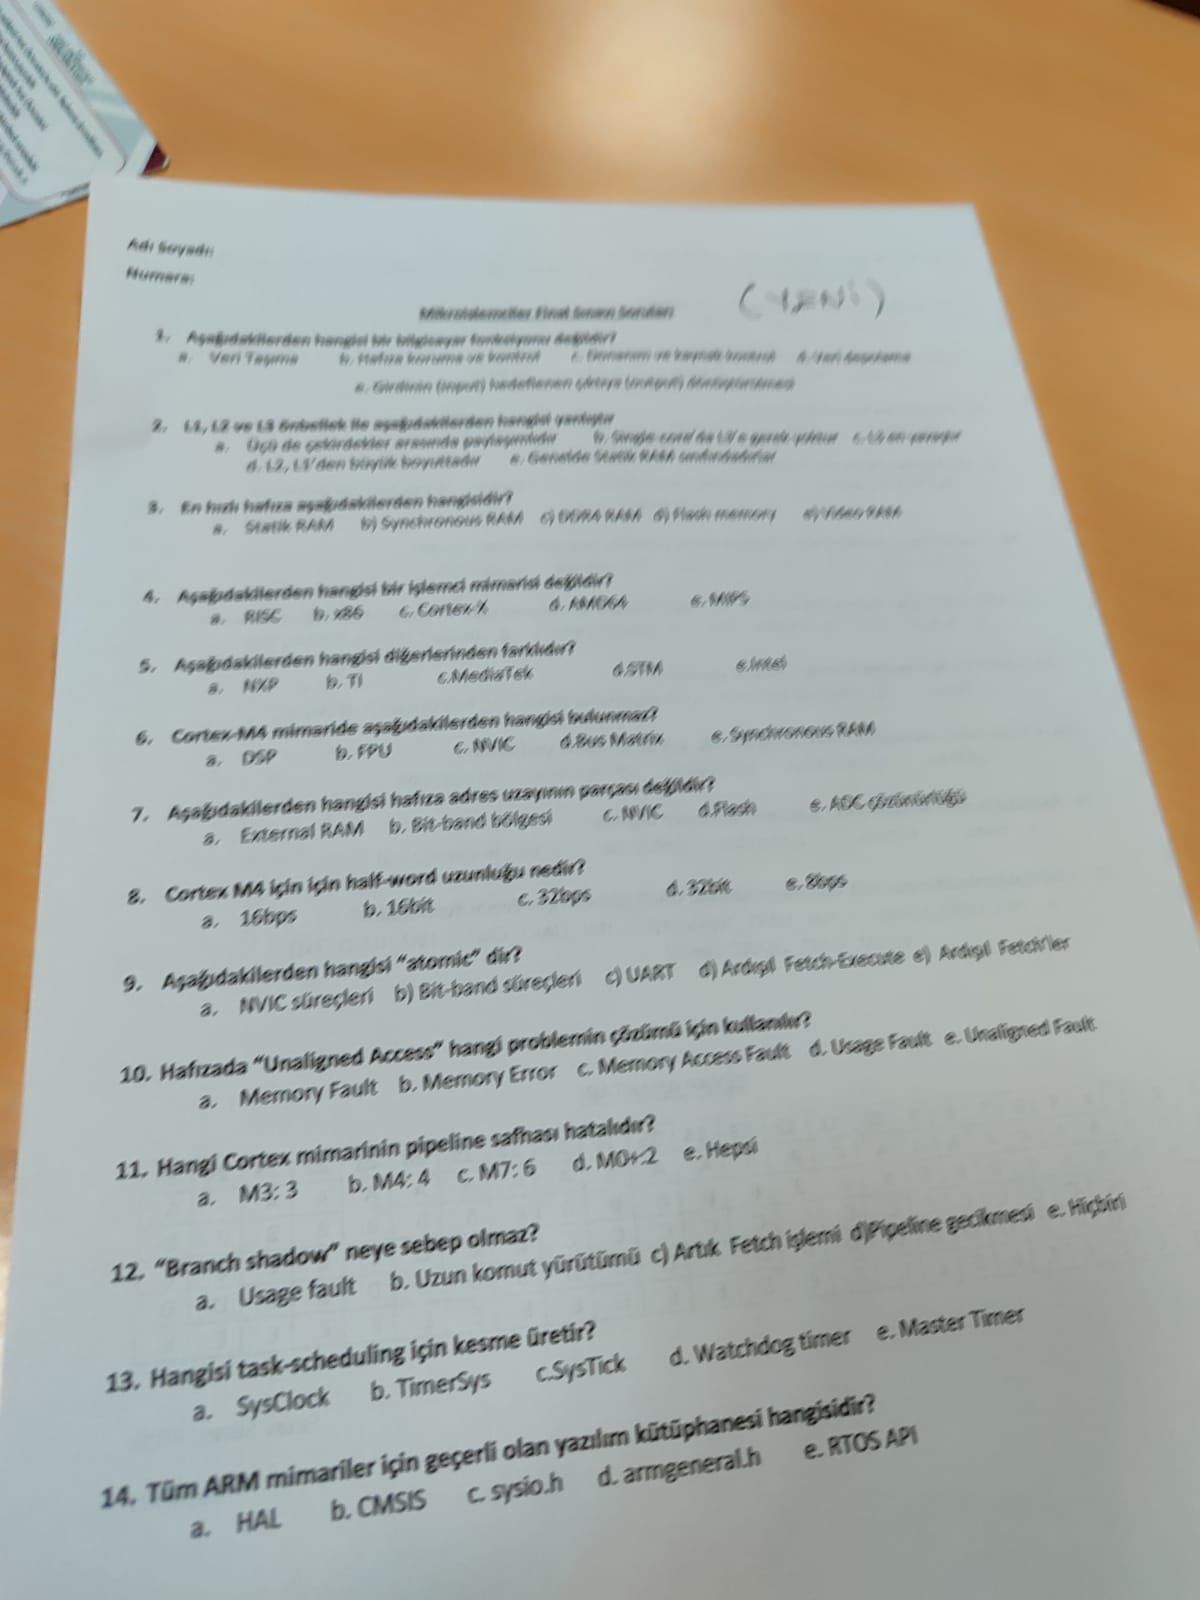 Adı Soyadı:
Numara:
Mikroislemciler Final Sınavı Soruları (YENİ)
1. Aşağıdakilerden hangisi bir bilgisayar fonksiyonu değildir?
a. Veri Taşıma b. Hafıza koruma ve kontrol c. Donanım ve kaynak kontrol d. Veri depolama
e. Girdinin (input) hedeflenen çıktıya (output) dönüştürülmesi
2. L1, L2 ve L3 önbellek ile aşağıdakilerden hangisi yanlıştır
a. Üçü de çekirdekler arasında paylaşımlıdır b. Single core'da L3'e gerek yoktur c. L3 en yavaştır
d. L2, L1'den büyük boyuttadır e. Genelde Statik RAM sınıfındadırlar
3. En hızlı hafıza aşağıdakilerden hangisidir?
a. Statik RAM b) Synchronous RAM c) DDR4 RAM d) Flash memory e) Video RAM
4. Aşağıdakilerden hangisi bir işlemci mimarisi değildir?
a. RISC b. x86 c. Cortex-X d. AMD64 e. MIPS
5. Aşağıdakilerden hangisi diğerlerinden farklıdır?
a. NXP b. TI c.MediaTek d.STM e.Intel
6. Cortex-M4 mimaride aşağıdakilerden hangisi bulunmaz?
a. DSP b. FPU c. NVIC d.Bus Matrix e. Synchronous RAM
7. Aşağıdakilerden hangisi hafıza adres uzayının parçası değildir?
a. External RAM b. Bit-band bölgesi c. NVIC d.Flash e. ADC çözünürlüğü
8. Cortex M4 için için half-word uzunluğu nedir?
a. 16bps b. 16bit c. 32bps d. 32bit e. 8bps
9. Aşağıdakilerden hangisi “atomic” dir?
a. NVIC süreçleri b) Bit-band süreçleri c) UART d) Ardışıl Fetch-Execute e) Ardışıl Fetch'ler
10. Hafızada “Unaligned Access” hangi problemin çözümü için kullanılır?
a. Memory Fault b. Memory Error c. Memory Access Fault d. Usage Fault e. Unaligned Fault
11. Hangi Cortex mimarinin pipeline safhası hatalıdır?
a. M3: 3 b. M4: 4 c. M7: 6 d. M0+:2 e. Hepsi
12. “Branch shadow” neye sebep olmaz?
a. Usage fault b. Uzun komut yürütümü c) Artık Fetch işlemi d)Pipeline gecikmesi e. Hiçbiri
13. Hangisi task-scheduling için kesme üretir?
a. SysClock b. TimerSys c.SysTick d. Watchdog timer e. Master Timer
14. Tüm ARM mimariler için geçerli olan yazılım kütüphanesi hangisidir?
a. HAL b. CMSIS c. sysio.h d. armgeneral.h e. RTOS API